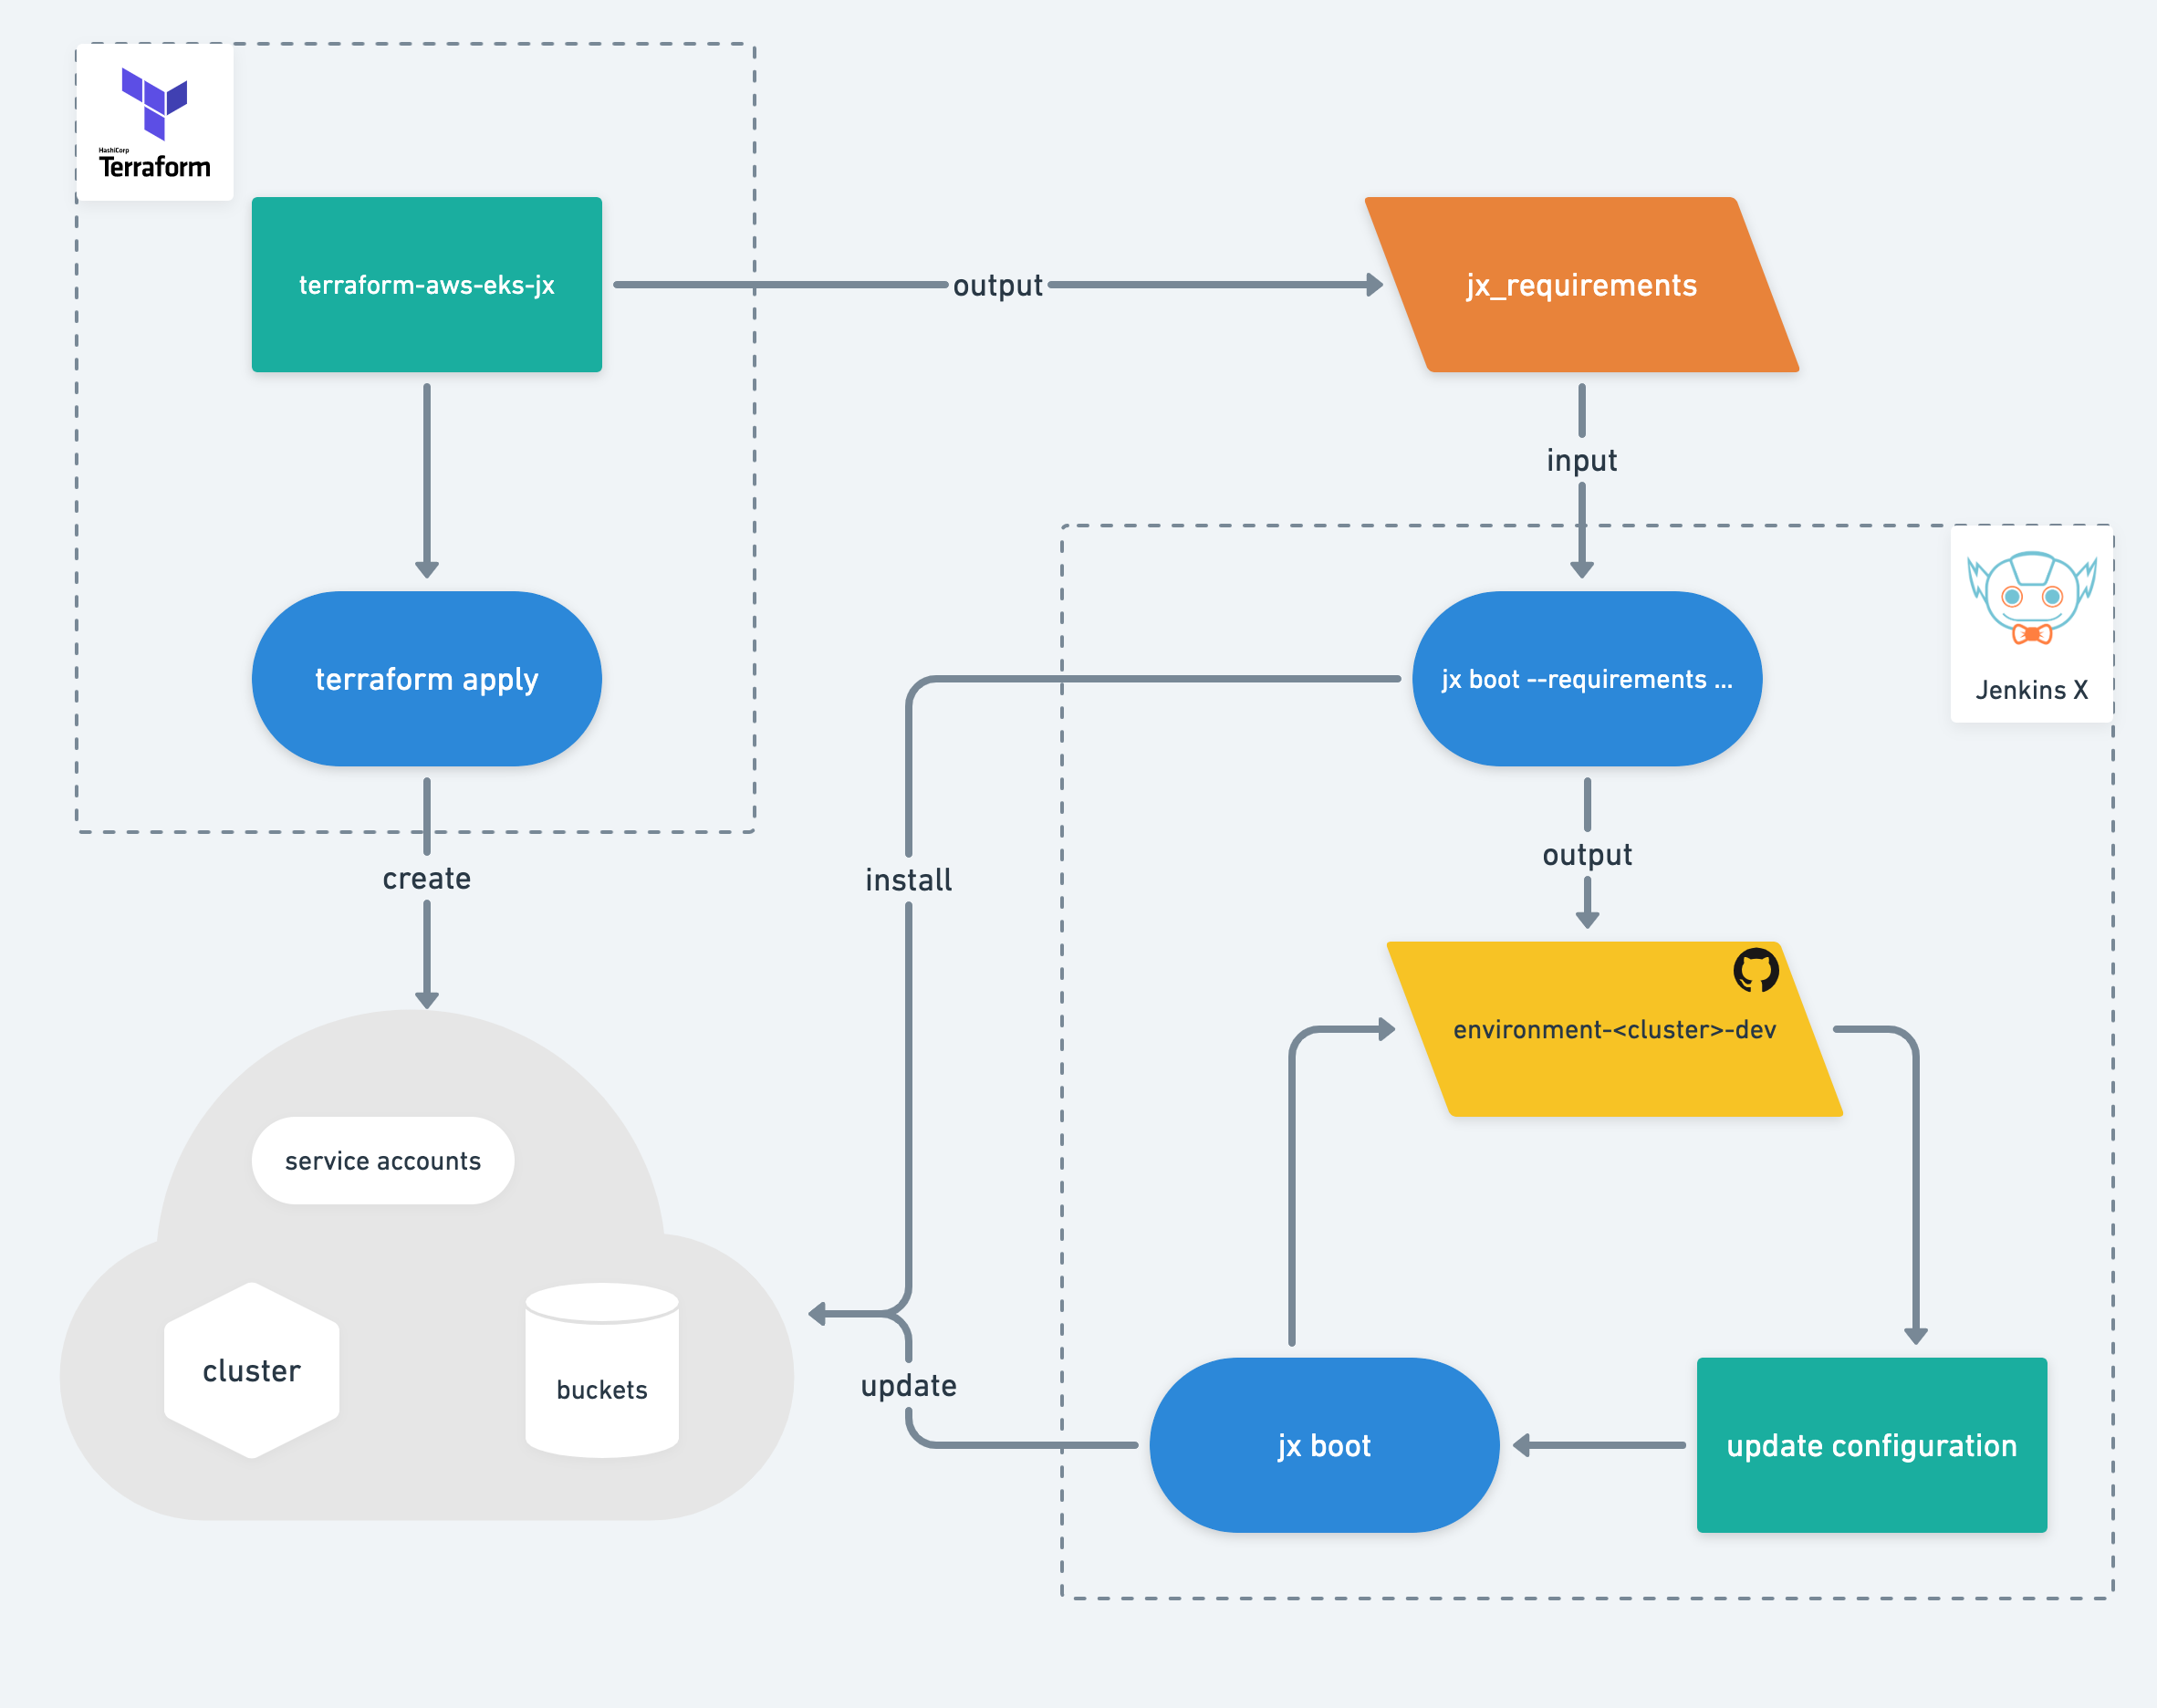 HashiCorp
Terraform
terraform-aws-eks-jx
output
jx_requirements
input
terraform apply
jx boot --requirements ...
Jenkins X
create
install
output
environment-<cluster>-dev
service accounts
cluster
buckets
update
jx boot
update configuration